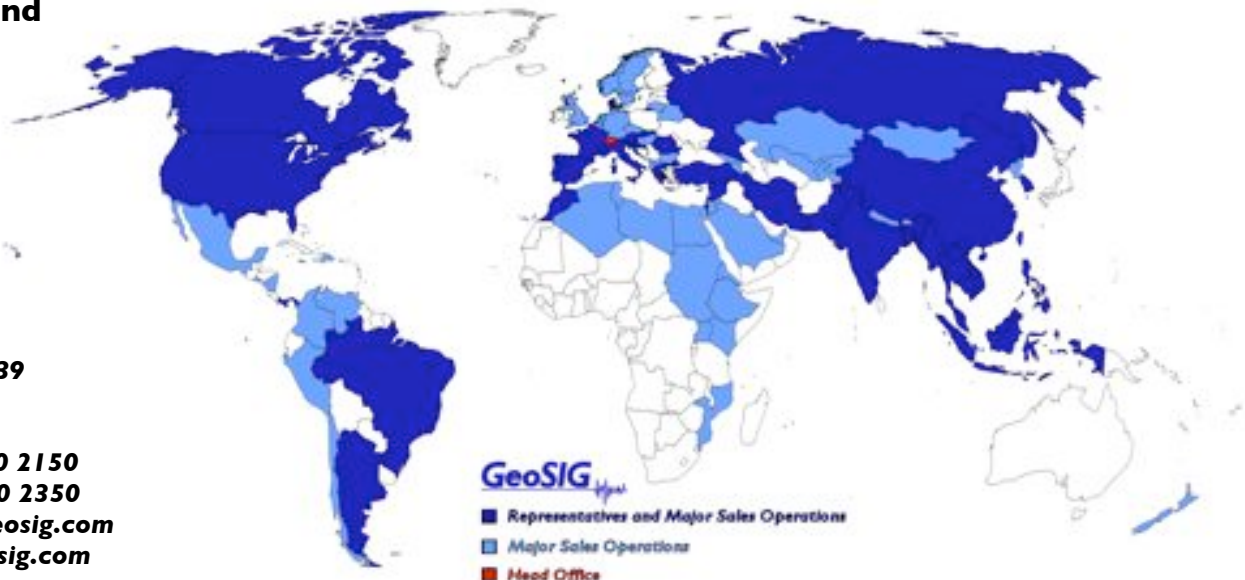 nd
39
0 2150
0 2350
eosig.com
sig.com
GeoSIG
Representatives and Major Sales Operations
Major Sales Operations
Head Office